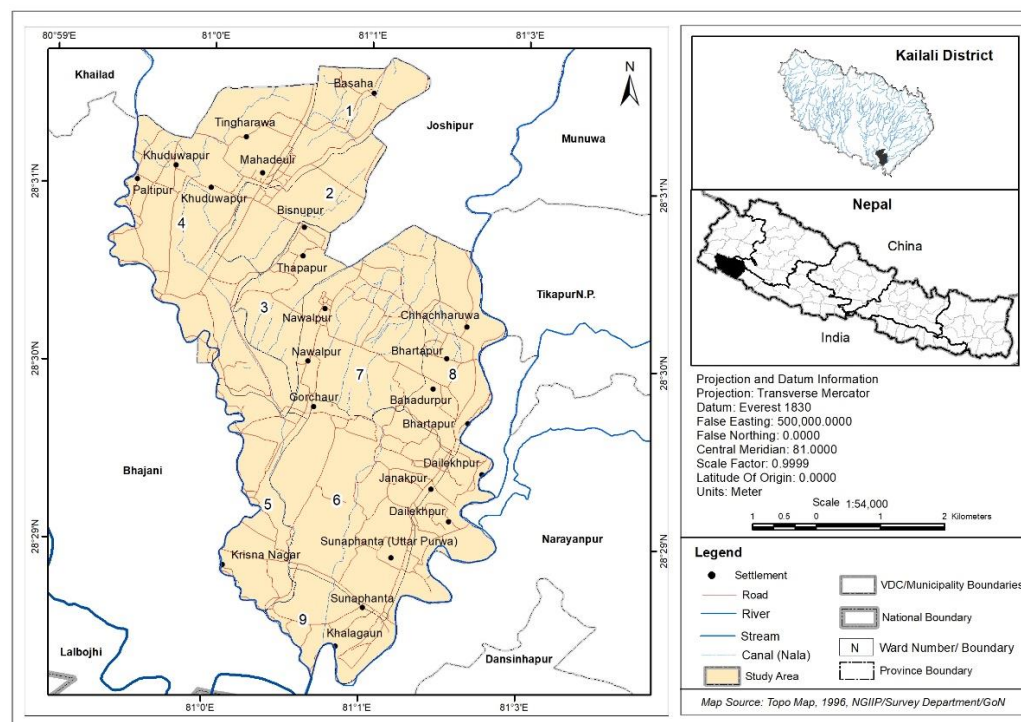 80°59'E
81°0'E
81°1'E
81°3'E
Khailad
N
Basaha
1
Tingharawa
Joshipur
Munuwa
Khuduwapur
Mahadeuli
28°31'N
28°31'N
Paltipur
Khuduwapur
2
4
Bisnupur
Thapapur
TikapurN.P.
3
Nawalpur
Chhachharuwa
28°30'N
Nawalpur
Bhartapur
7
8
28°30'N
Gorchaur
Bahadurpur
Bhartapur
Bhajani
Dailekhpur
Janakpur
5
6
Dailekhpur
28°29'N
Sunaphanta (Uttar Purwa)
Narayanpur
28°29'N
Krisna Nagar
Sunaphanta
9
Khalagaun
Lalbojhi
Dansinhapur
81°0'E
81°1'E
81°3'E
Kailali District
Nepal
China
India
Projection and Datum Information
Projection: Transverse Mercator
Datum: Everest 1830
False Easting: 500,000.0000
False Northing: 0.0000
Central Meridian: 81.0000
Scale Factor: 0.9999
Latitude Of Origin: 0.0000
Units: Meter
Scale 1:54,000
1 0.5 0 1 2 Kilometers
Legend
Settlement
Road
River
Stream
Canal (Nala)
Study Area
VDC/Municipality Boundaries
National Boundary
N Ward Number/ Boundary
Province Boundary
Map Source: Topo Map, 1996, NGIIP/Survey Department/GoN